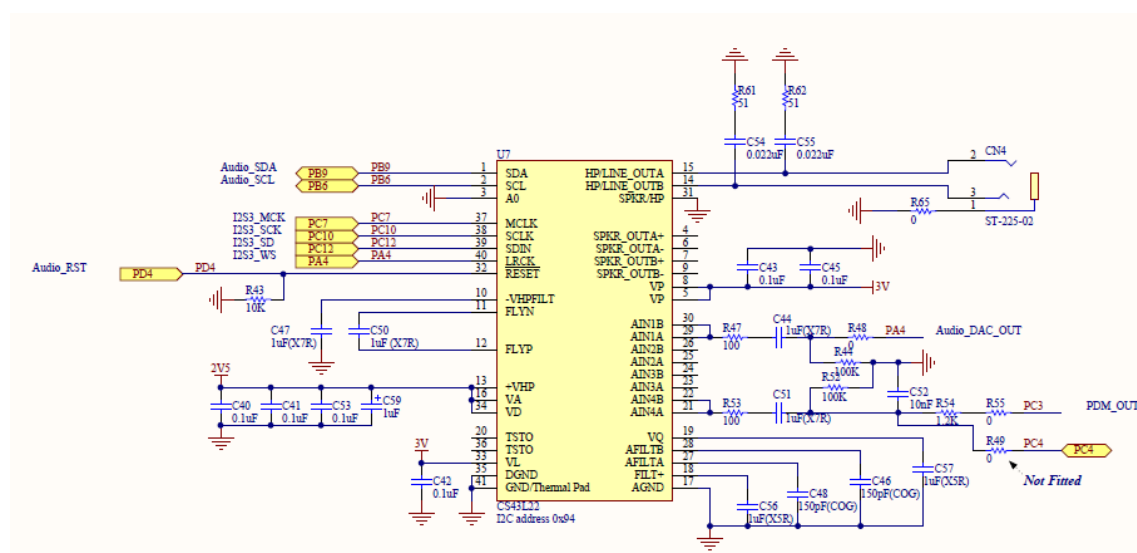 R61
51
R62
51
C54
0.022uF
C55
0.022uF
U7
CN4
Audio_SDA
PB9
PB9
1
SDA
HP/LINE_OUTA
15
2
Audio_SCL
PB6
PB6
2
SCL
HP/LINE_OUTB
14
3
3
A0
SPKR/HP
31
R65
0
1
ST-225-02
I2S3_MCK
PC7
PC7
37
MCLK
I2S3_SCK
PC10
PC10
38
SCLK
SPKR_OUTA+
4
I2S3_SD
PC12
PC12
39
SDIN
SPKR_OUTA-
6
I2S3_WS
PA4
PA4
40
LRCK
SPKR_OUTB+
7
Audio_RST
PD4
PD4
32
RESET
SPKR_OUTB-
9
C43
0.1uF
C45
0.1uF
VP
8
VP
5
3V
R43
10K
10
-VHPFILT
11
FLYN
C47
1uF(X7R)
C50
1uF (X7R)
12
FLYP
AIN1B
30
AIN1A
29
AIN2B
26
AIN2A
25
AIN3B
24
AIN3A
23
AIN4B
22
AIN4A
21
R47
100
C44
1uF(X7R)
R48
0
PA4
Audio_DAC_OUT
R44
100K
R52
100K
C52
10nF
R53
100
C51
1uF(X7R)
R54
1.2K
R55
0
PC3
PDM_OUT
R49
0
PC4
PC4
Not Fitted
2V5
13
+VHP
16
VA
34
VD
C40
0.1uF
C41
0.1uF
C53
0.1uF
+
C59
1uF
20
TSTO
36
TSTO
3V
33
VL
35
DGND
41
GND/Thermal Pad
C42
0.1uF
VQ
19
AFILTB
28
AFILTA
27
FILT+
18
AGND
17
C56
1uF(X5R)
C48
150pF(COG)
C46
150pF(COG)
C57
1uF(X5R)
CS43L22
I2C address 0x94